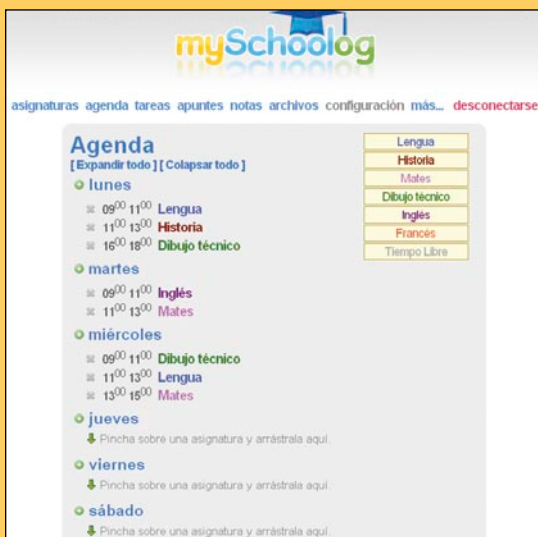 mySchoolog
asignaturas agenda tareas apuntes notas archivos configuración más... desconectarse
Agenda
[ Expandir todo ] [ Colapsar todo ]
lunes
09⁰⁰ 11⁰⁰ Lengua
11⁰⁰ 13⁰⁰ Historia
16⁰⁰ 18⁰⁰ Dibujo técnico
martes
09⁰⁰ 11⁰⁰ Inglés
11⁰⁰ 13⁰⁰ Mates
miércoles
09⁰⁰ 11⁰⁰ Dibujo técnico
11⁰⁰ 13⁰⁰ Lengua
13⁰⁰ 15⁰⁰ Mates
jueves
Pincha sobre una asignatura y arrástrala aquí.
viernes
Pincha sobre una asignatura y arrástrala aquí.
sábado
Pincha sobre una asignatura y arrástrala aquí.
Lengua
Historia
Mates
Dibujo técnico
Inglés
Francés
Tiempo Libre